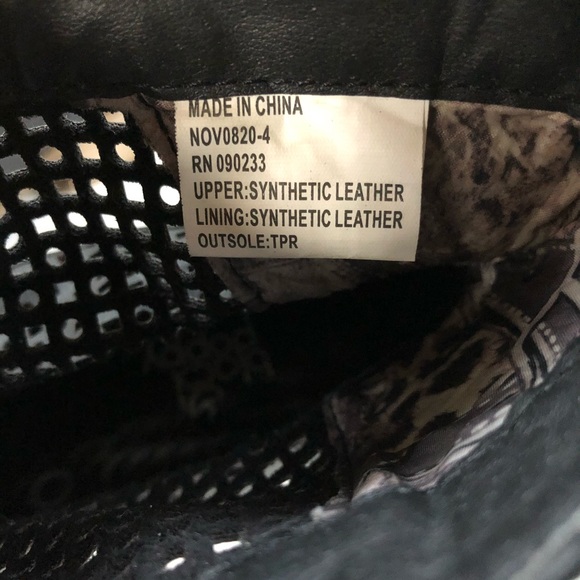 MADE IN CHINA
NOV0820-4
RN 090233
UPPER:SYNTHETIC LEATHER
LINING:SYNTHETIC LEATHER
OUTSOLE:TPR